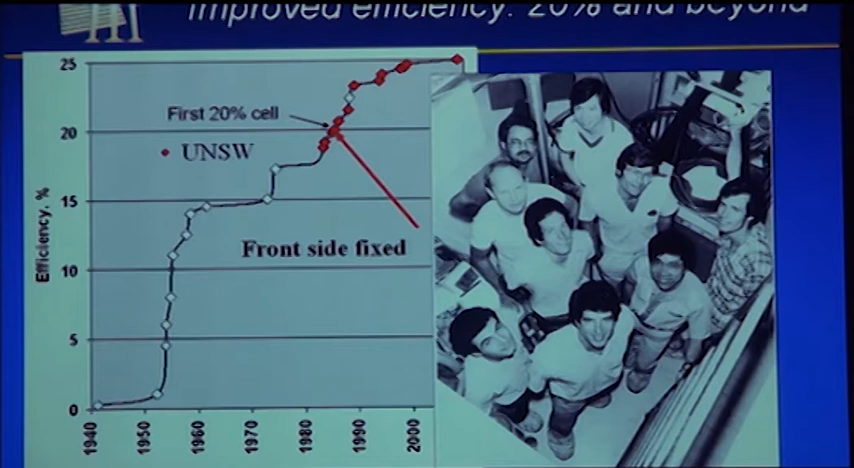 Improved efficiency: 20% and beyond
25
20
15
10
5
0
Efficiency, %
First 20% cell
UNSW
Front side fixed
1940
1950
1960
1970
1980
1990
2000